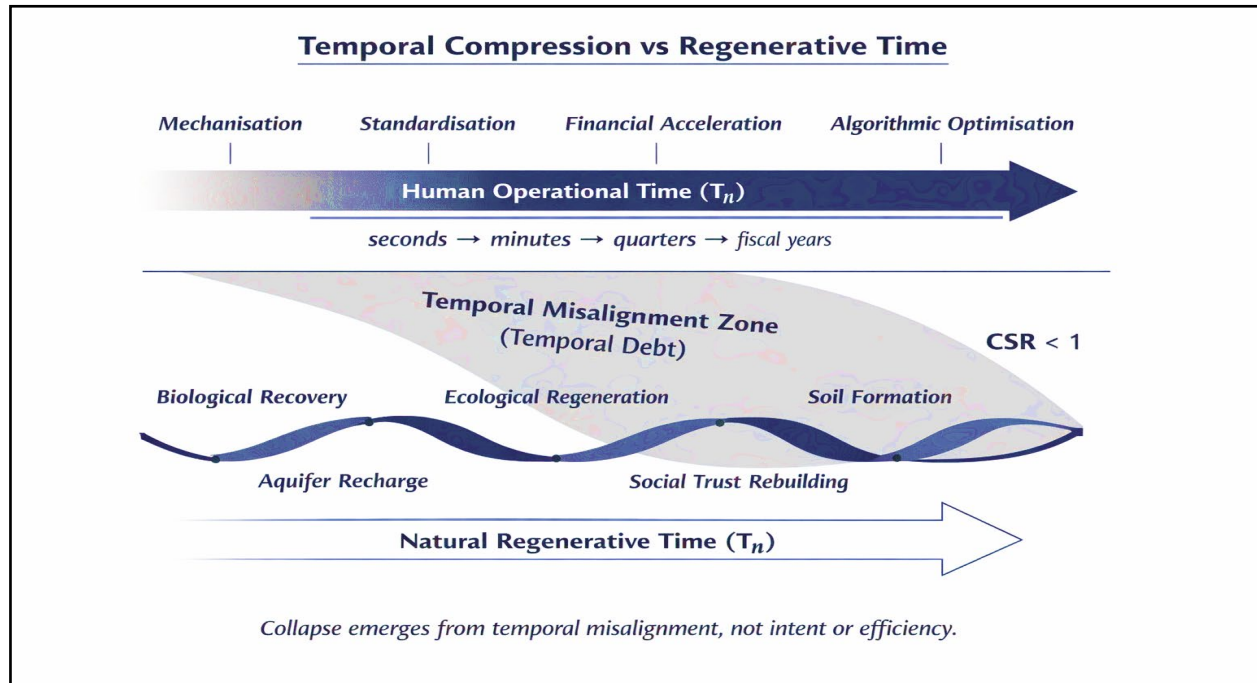 Temporal Compression vs Regenerative Time
Mechanisation Standardisation Financial Acceleration Algorithmic Optimisation
Human Operational Time (Tn)
seconds → minutes → quarters → fiscal years
Temporal Misalignment Zone
(Temporal Debt)
CSR < 1
Biological Recovery Ecological Regeneration Soil Formation
Aquifer Recharge Social Trust Rebuilding
Natural Regenerative Time (Tn)
Collapse emerges from temporal misalignment, not intent or efficiency.